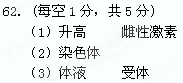 62. (每空1分，共5分)
(1) 升高 雌性激素
(2) 染色体
(3) 体液 受体